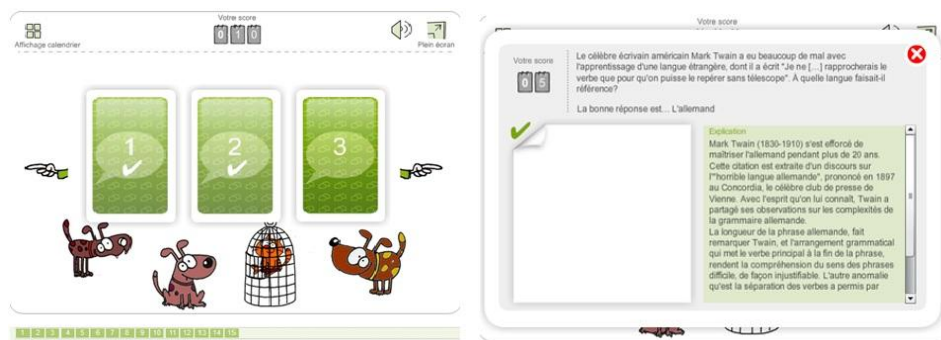 Votre score
0 1 0
Affichage calendrier
Plein écran
1
2
3
1 2 3 4 5 6 7 8 9 10 11 12 13 14 15
Votre score
Votre score
0 5
Le célèbre écrivain américain Mark Twain a eu beaucoup de mal avec
l'apprentissage d'une langue étrangère, dont il a écrit "Je ne [...] rapprocherais le
verbe que pour qu'on puisse le repérer sans télescope". À quelle langue faisait-il
référence?
La bonne réponse est... L'allemand
Explication
Mark Twain (1830-1910) s'est efforcé de
maîtriser l'allemand pendant plus de 20 ans.
Cette citation est extraite d'un discours sur
l'"horrible langue allemande", prononcé en 1897
au Concordia, le célèbre club de presse de
Vienne. Avec l'esprit qu'on lui connaît, Twain a
partagé ses observations sur les complexités de
la grammaire allemande.
La longueur de la phrase allemande, fait
remarquer Twain, et l'arrangement grammatical
qui met le verbe principal à la fin de la phrase,
rendent la compréhension du sens des phrases
difficile, de façon injustifiable. L'autre anomalie
qu'est la séparation des verbes a permis par